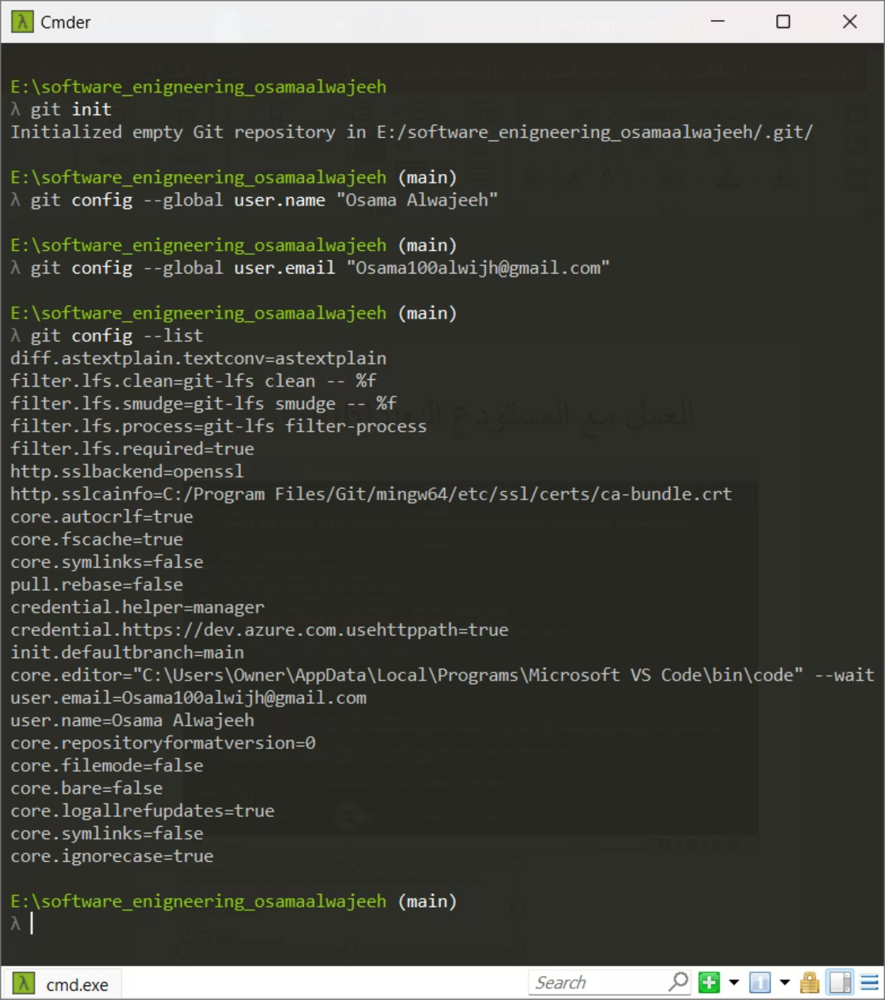 Cmder
E:\software_enigneering_osamaalwajeeh
λ git init
Initialized empty Git repository in E:/software_enigneering_osamaalwajeeh/.git/
E:\software_enigneering_osamaalwajeeh (main)
λ git config --global user.name "Osama Alwajeeh"
E:\software_enigneering_osamaalwajeeh (main)
λ git config --global user.email "Osama100alwijh@gmail.com"
E:\software_enigneering_osamaalwajeeh (main)
λ git config --list
diff.astextplain.textconv=astextplain
filter.lfs.clean=git-lfs clean -- %f
filter.lfs.smudge=git-lfs smudge -- %f
filter.lfs.process=git-lfs filter-process
filter.lfs.required=true
http.sslbackend=openssl
http.sslcainfo=C:/Program Files/Git/mingw64/etc/ssl/certs/ca-bundle.crt
core.autocrlf=true
core.fscache=true
core.symlinks=false
pull.rebase=false
credential.helper=manager
credential.https://dev.azure.com.usehttppath=true
init.defaultbranch=main
core.editor="C:\Users\Owner\AppData\Local\Programs\Microsoft VS Code\bin\code" --wait
user.email=Osama100alwijh@gmail.com
user.name=Osama Alwajeeh
core.repositoryformatversion=0
core.filemode=false
core.bare=false
core.logallrefupdates=true
core.symlinks=false
core.ignorecase=true
E:\software_enigneering_osamaalwajeeh (main)
λ
λ cmd.exe
Search